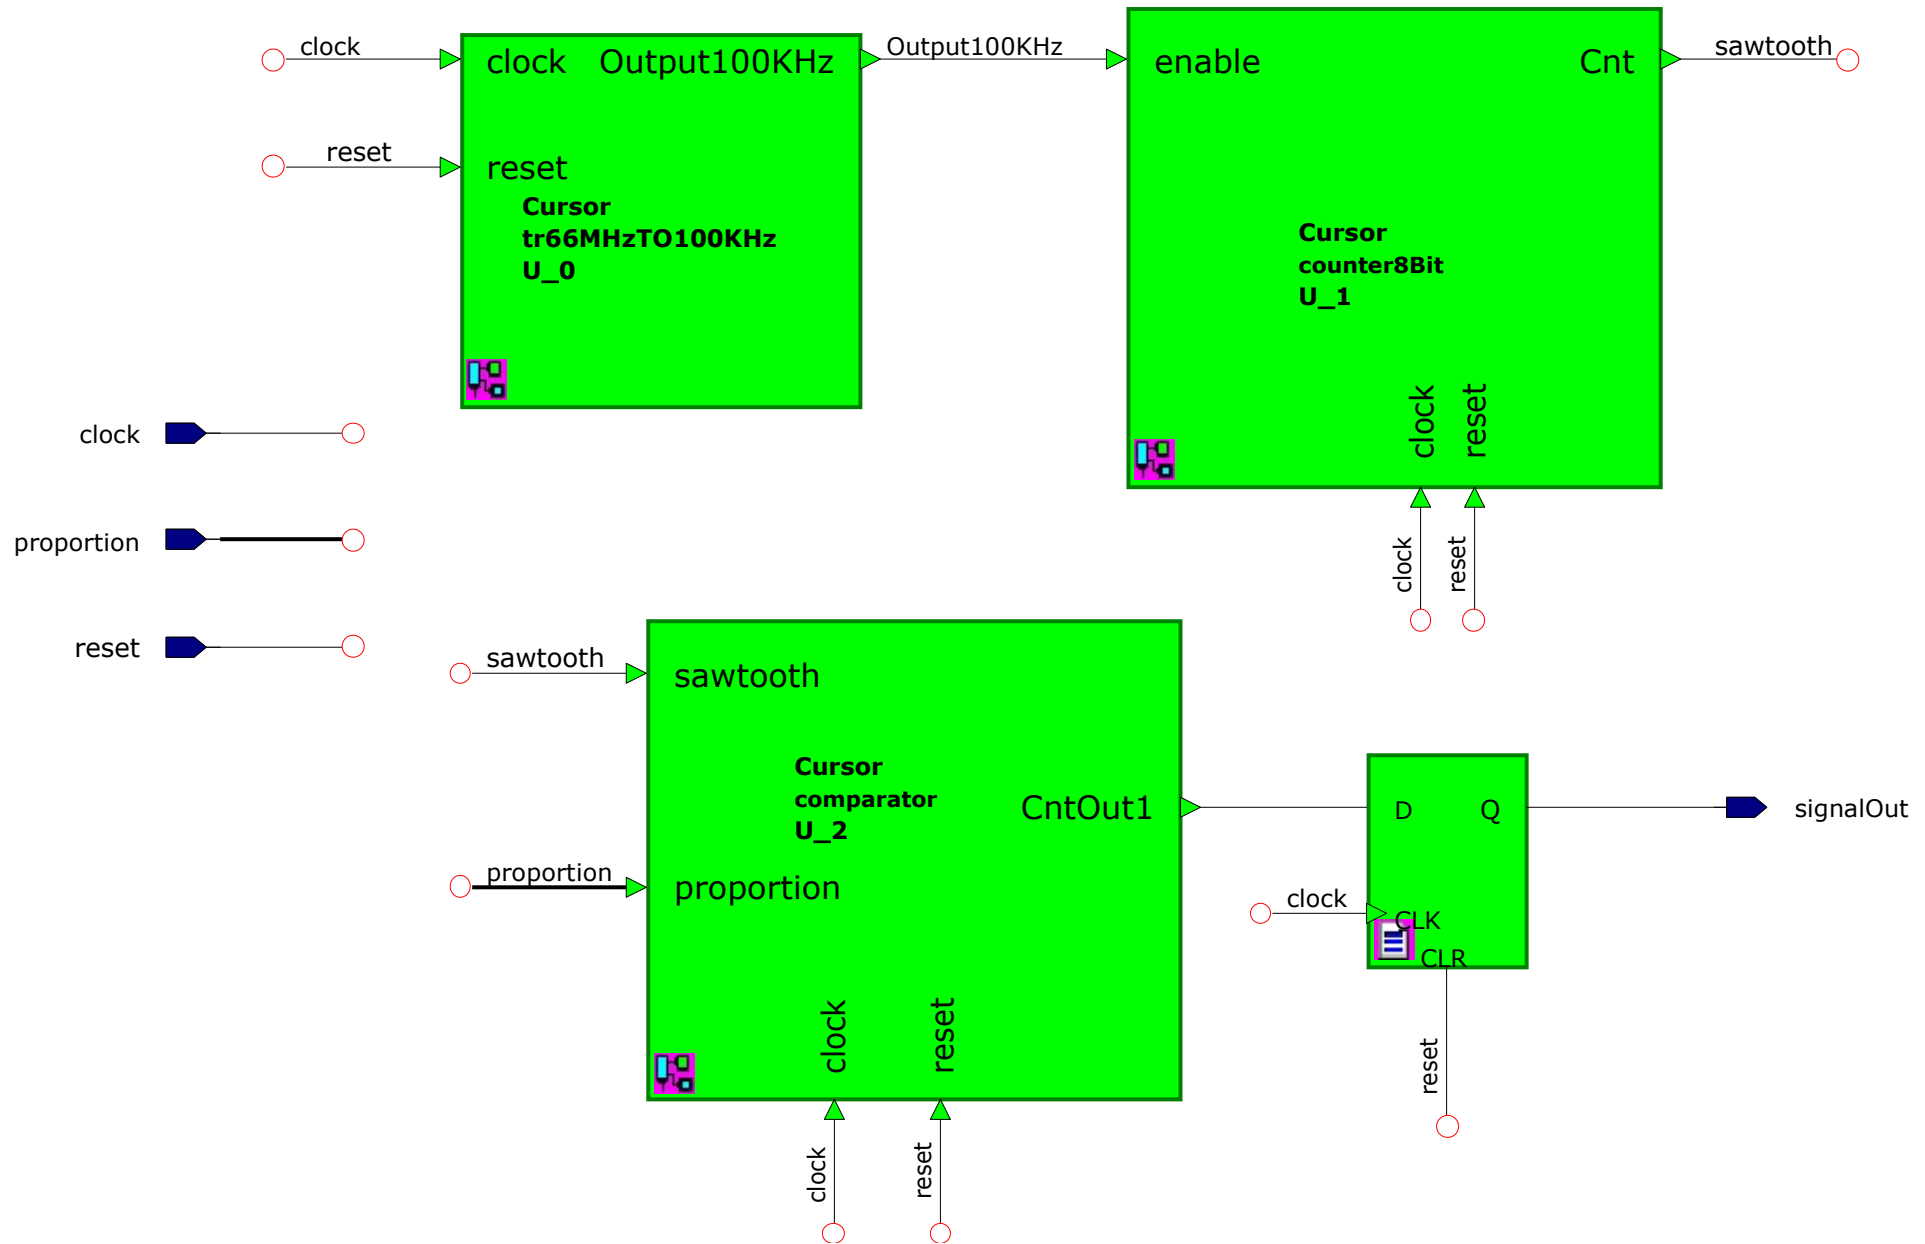 clock
clock Output100KHz
Output100KHz
enable Cnt
sawtooth
reset
reset
Cursor
tr66MHzTO100KHz
U_0
Cursor
counter8Bit
U_1
clock
reset
clock
reset
clock
proportion
reset
sawtooth
sawtooth
Cursor
comparator
U_2
CntOut1
proportion
proportion
clock
reset
clock
reset
D Q
signalOut
clock
CLK
CLR
reset